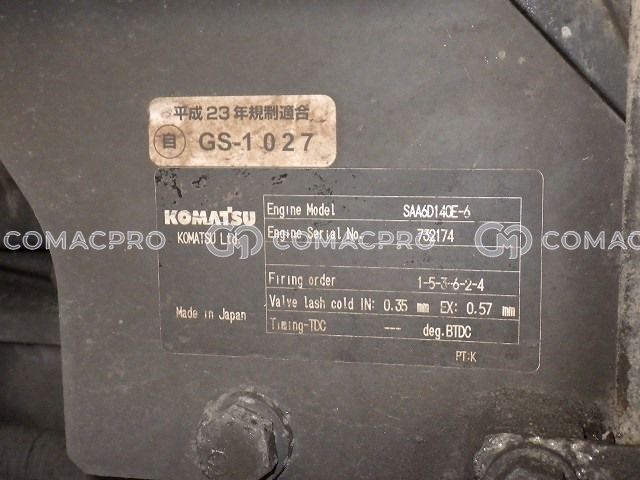 平成23年規制適合
自 GS-1027
KOMATSU
KOMATSU Ltd.
Made in Japan
Engine Model SAA6D140E-6
Engine Serial No. 732174
Firing order 1-5-3-6-2-4
Valve lash cold IN: 0.35 mm EX: 0.57 mm
Timing-TDC --- deg.BTDC
PT:K
COMACPRO COMACPRO COMACPRO